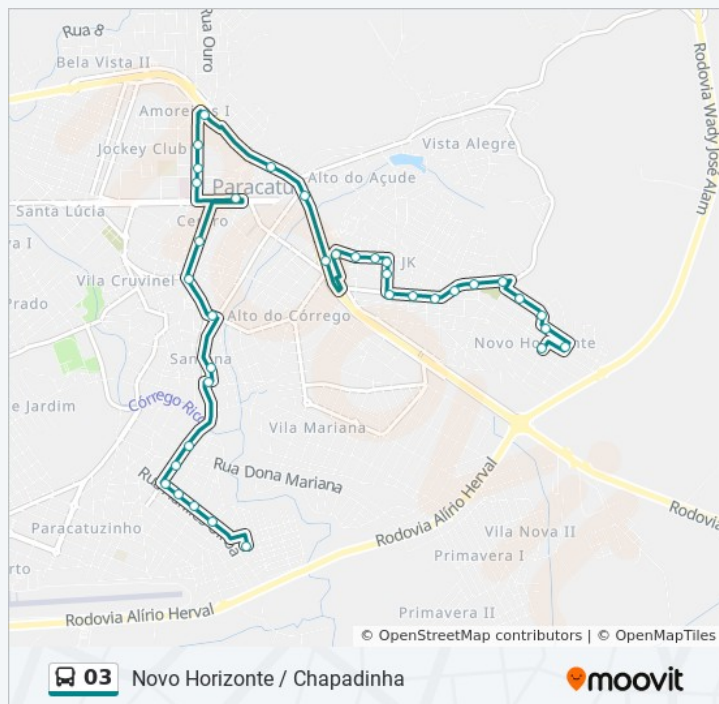 Rua 8
Rua Ouro
Bela Vista II
Rodovia Wady José Alam
Jockey Club
Vista Alegre
Alto do Açude
Paracatu
Santa Lúcia
Centro
JK
Vila Cruvinel
Prado
Alto do Córrego
Novo Horizonte
Santana
e Jardim
Córrego Rico
Vila Mariana
Rua Dona Mariana
Paracatuzinho
Rodovia Alírio Herval
Vila Nova II
Rodovia
Primavera I
Rodovia Alírio Herval
Primavera II
© OpenStreetMap contributors | © OpenMapTiles
03 Novo Horizonte / Chapadinha
moovit